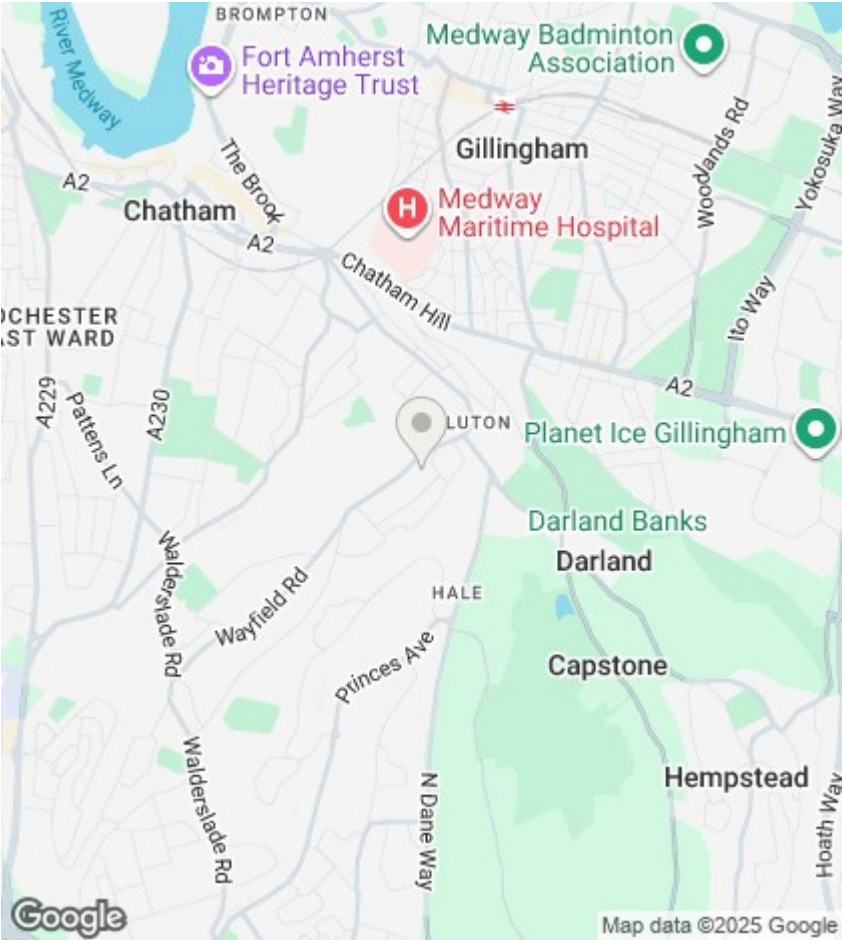 BROMPTON
River Medway
Fort Amherst
Heritage Trust
Medway Badminton
Association
The Brook
Gillingham
Woodlands Rd
Yokosuka Way
A2
Chatham
H
Medway
Maritime Hospital
A2
Chatham Hill
Ito Way
OCHESTER
AST WARD
A229
A230
Pattens Ln
A2
LUTON
Planet Ice Gillingham
Darland Banks
Darland
Walderslade Rd
Wayfield Rd
HALE
Princes Ave
Capstone
Walderslade Rd
N Dane Way
Hempstead
Hoath Way
Google
Map data ©2025 Google